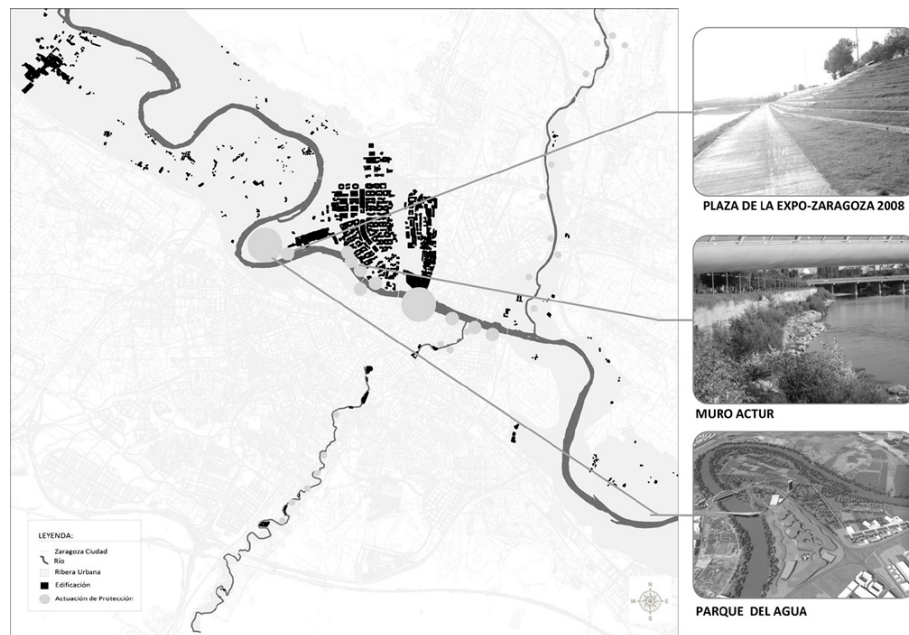 PLAZA DE LA EXPO-ZARAGOZA 2008
MURO ACTUR
LEYENDA:
Zaragoza Ciudad
Río
Ribera Urbana
Edificación
Actuación de Protección
N
W
E
S
PARQUE DEL AGUA